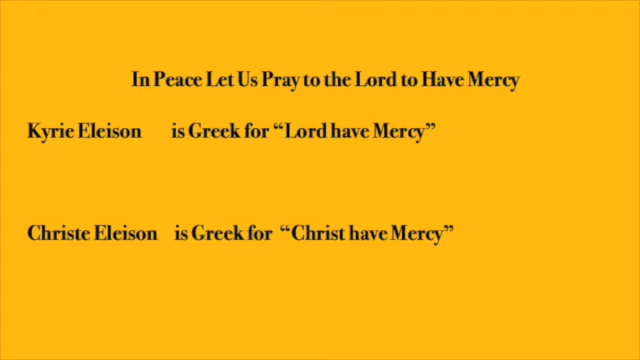 In Peace Let Us Pray to the Lord to Have Mercy
Kyrie Eleison is Greek for “Lord have Mercy”
Christe Eleison is Greek for “Christ have Mercy”